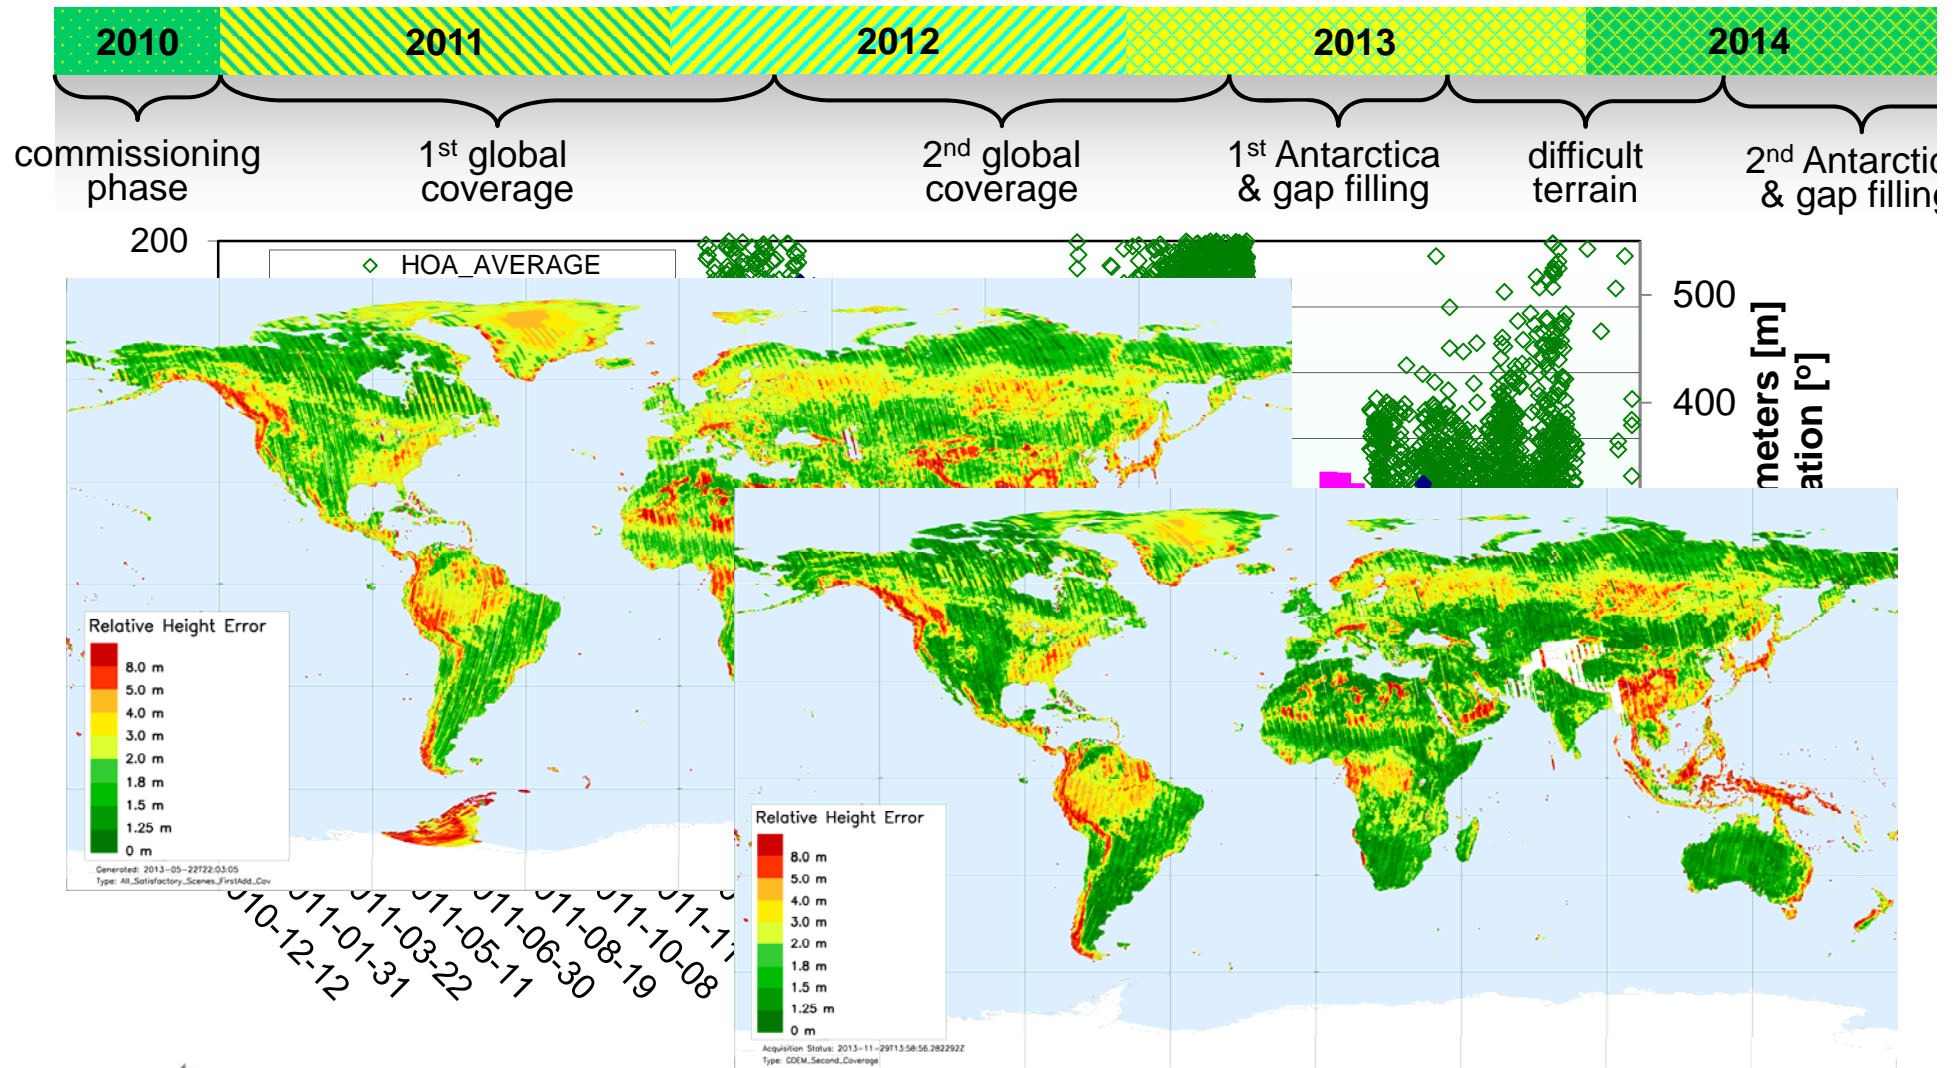 2010 2011 2012 2013 2014
commissioning
phase
1st global
coverage
2nd global
coverage
1st Antarctica
& gap filling
difficult
terrain
2nd Antarctic
& gap filling
200
HOA_AVERAGE
500
400
meters [m]
ation [º]
Relative Height Error
8.0 m
5.0 m
4.0 m
3.0 m
2.0 m
1.8 m
1.5 m
1.25 m
0 m
Generated: 2013-05-22T22:03:05
Type: All_Satisfactory_Scenes_FirstAdd_Cov
010-12-12
011-01-31
011-03-22
011-05-11
011-06-30
011-08-19
011-10-08
011-11
Relative Height Error
8.0 m
5.0 m
4.0 m
3.0 m
2.0 m
1.8 m
1.5 m
1.25 m
0 m
Acquisition Status: 2013-11-29T13:58:56.282292Z
Type: GDEM_Second_Coverage